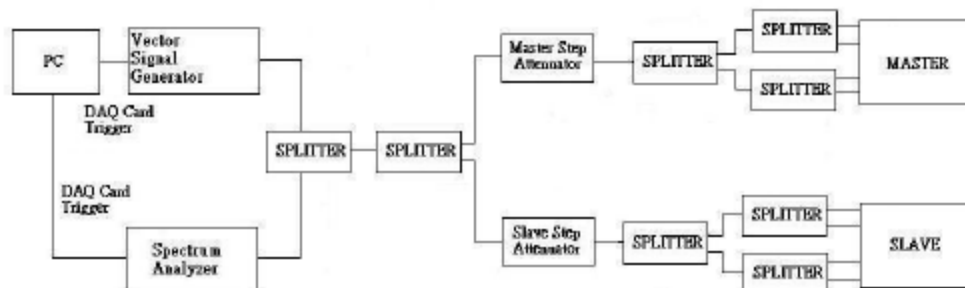 PC
Vector
Signal
Generator
DAQ Card
Trigger
DAQ Card
Trigger
Spectrum
Analyzer
SPLITTER
SPLITTER
Master Step
Attenuator
SPLITTER
SPLITTER
SPLITTER
MASTER
Slave Step
Attenuator
SPLITTER
SPLITTER
SPLITTER
SLAVE